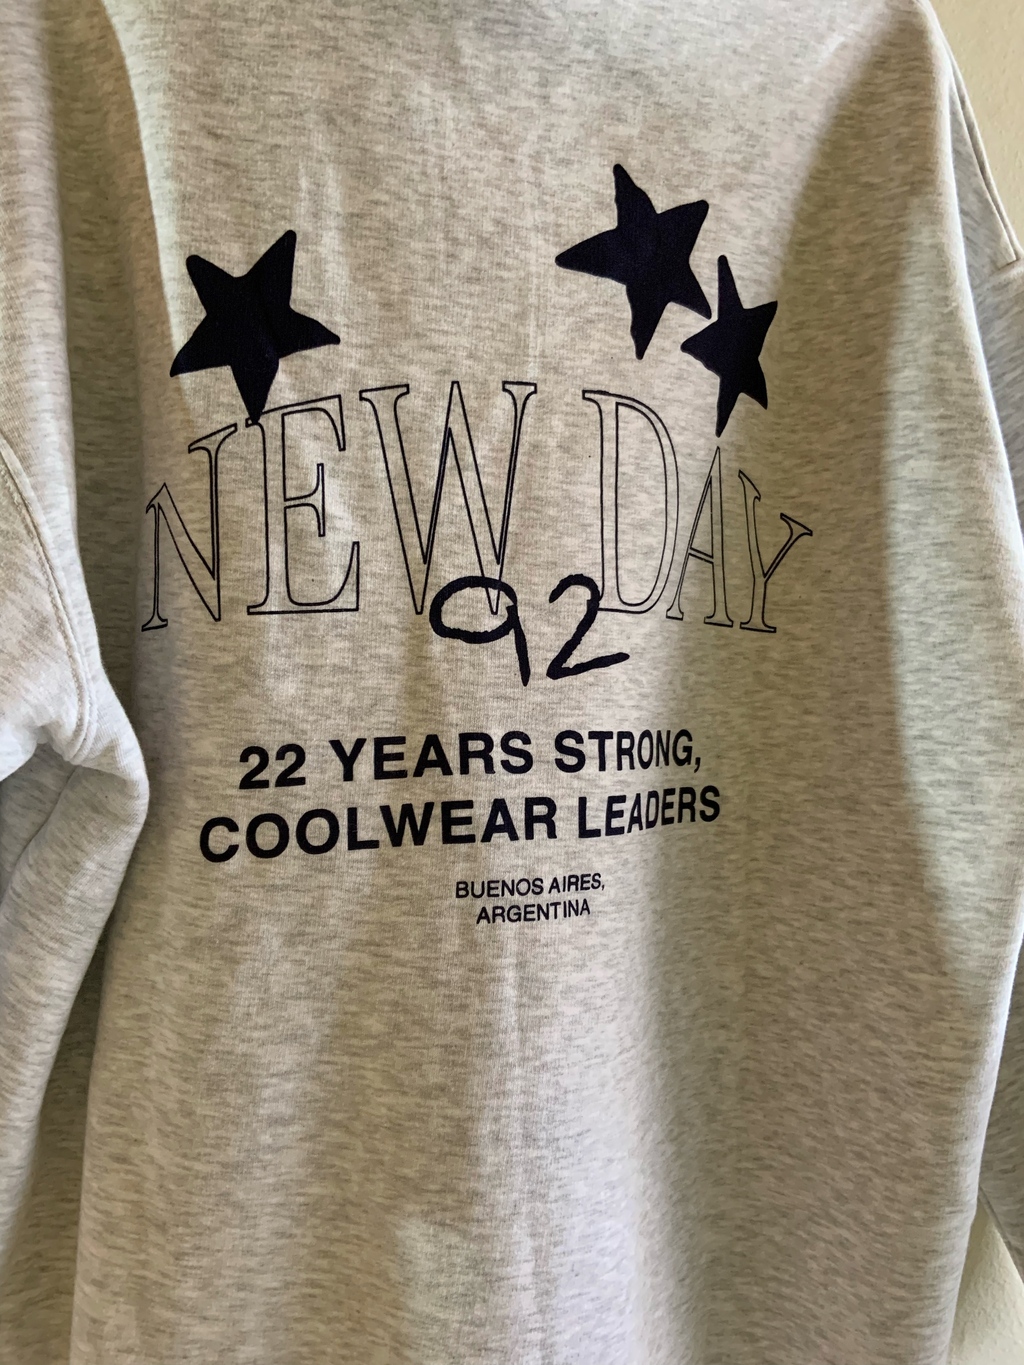 NEW DAY
92
22 YEARS STRONG,
COOLWEAR LEADERS
BUENOS AIRES,
ARGENTINA